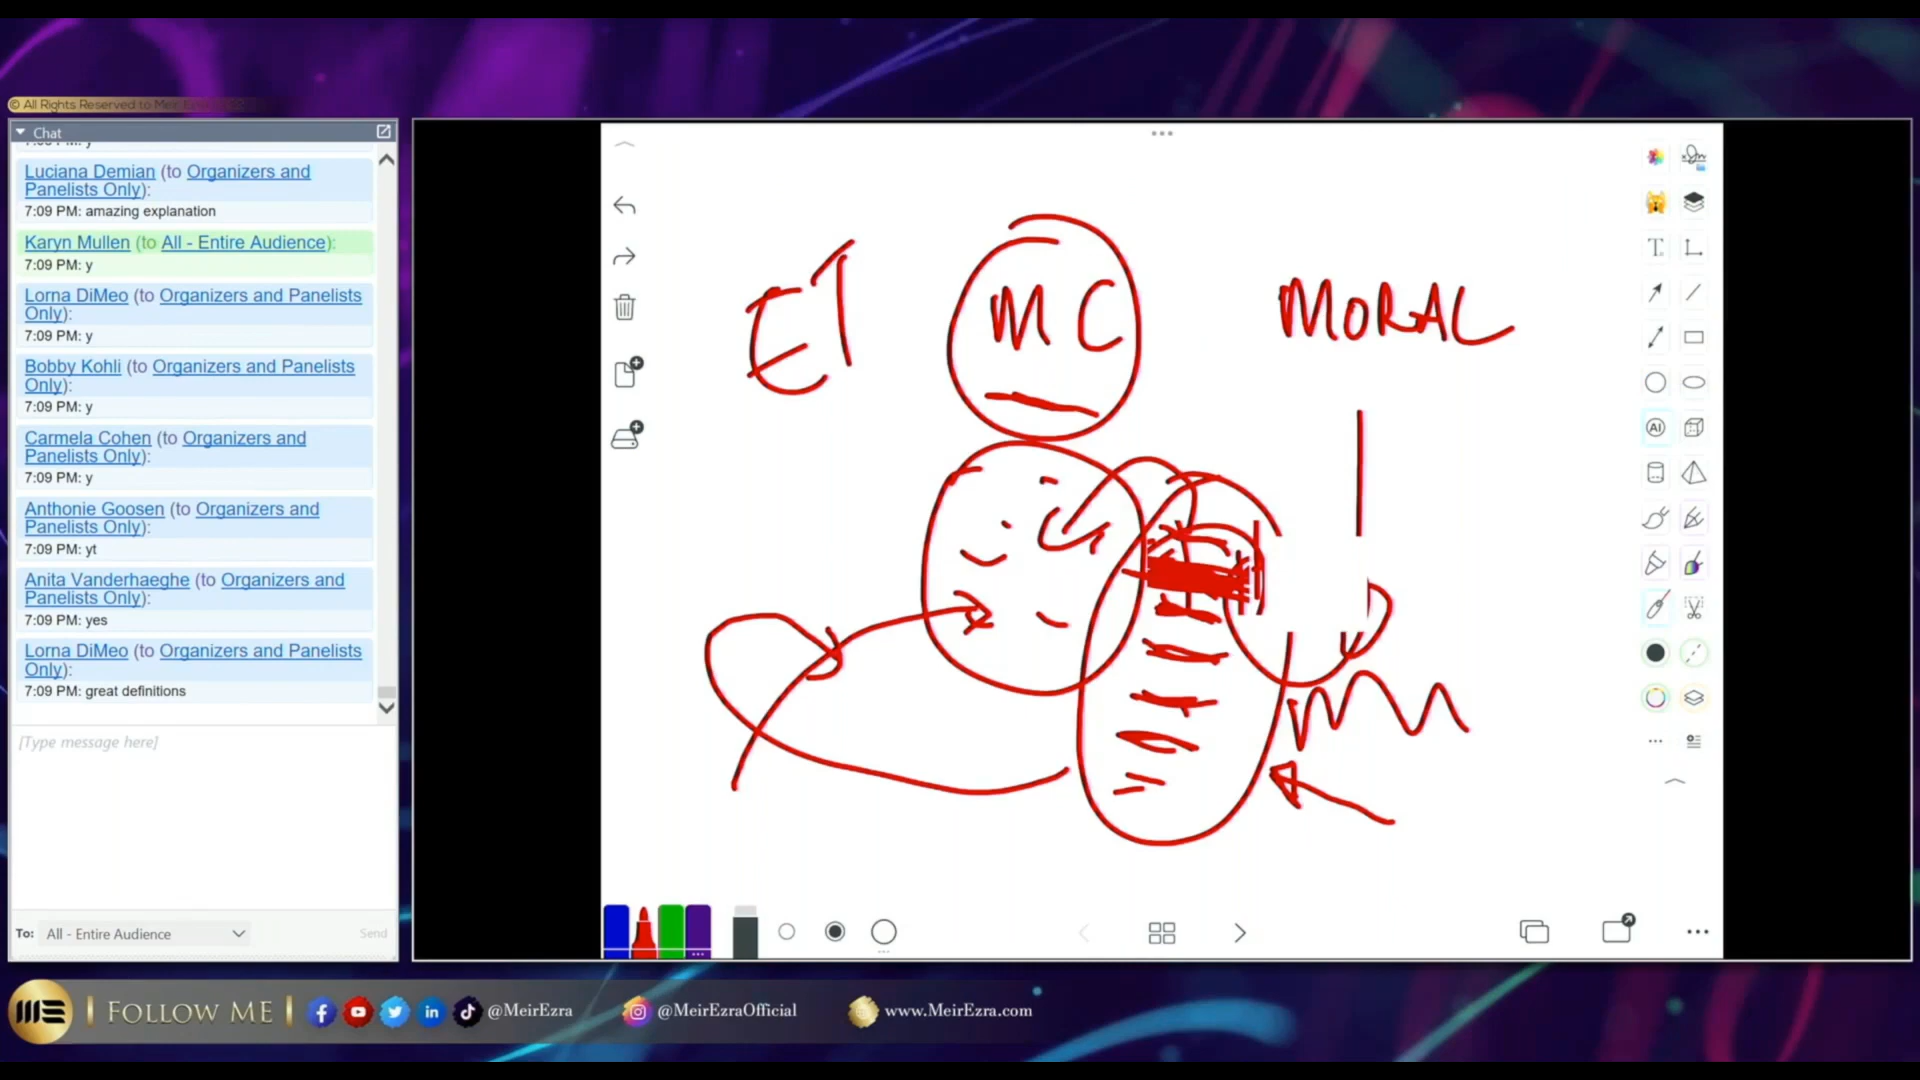 © All Rights Reserved to Meir Ezra
Chat
7:08 PM: y
Luciana Demian (to Organizers and
Panelists Only):
7:09 PM: amazing explanation
Karyn Mullen (to All - Entire Audience):
7:09 PM: y
Lorna DiMeo (to Organizers and Panelists
Only):
7:09 PM: y
Bobby Kohli (to Organizers and Panelists
Only):
7:09 PM: y
Carmela Cohen (to Organizers and
Panelists Only):
7:09 PM: y
Anthonie Goosen (to Organizers and
Panelists Only):
7:09 PM: yt
Anita Vanderhaeghe (to Organizers and
Panelists Only):
7:09 PM: yes
Lorna DiMeo (to Organizers and Panelists
Only):
7:09 PM: great definitions
[Type message here]
To: All - Entire Audience Send
ET
MC
MORAL
T
AI
ME FOLLOW ME @MeirEzra @MeirEzraOfficial www.MeirEzra.com